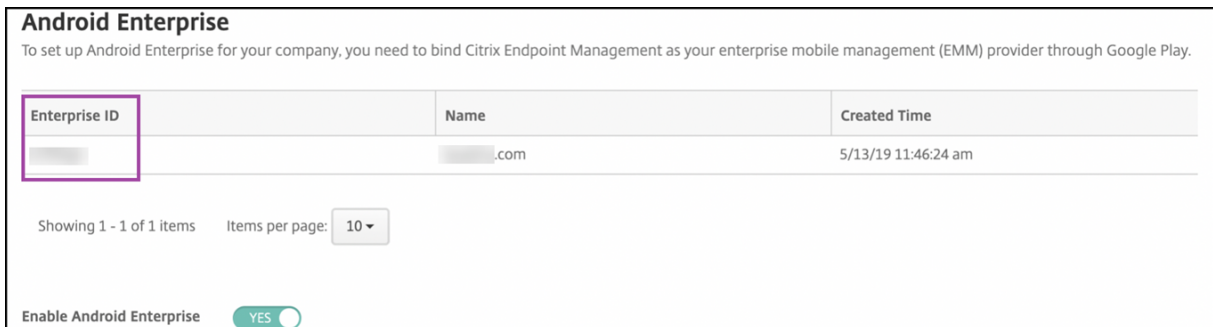 Android Enterprise
To set up Android Enterprise for your company, you need to bind Citrix Endpoint Management as your enterprise mobile management (EMM) provider through Google Play.
Enterprise ID Name Created Time
.com 5/13/19 11:46:24 am
Showing 1 - 1 of 1 items Items per page: 10
Enable Android Enterprise YES